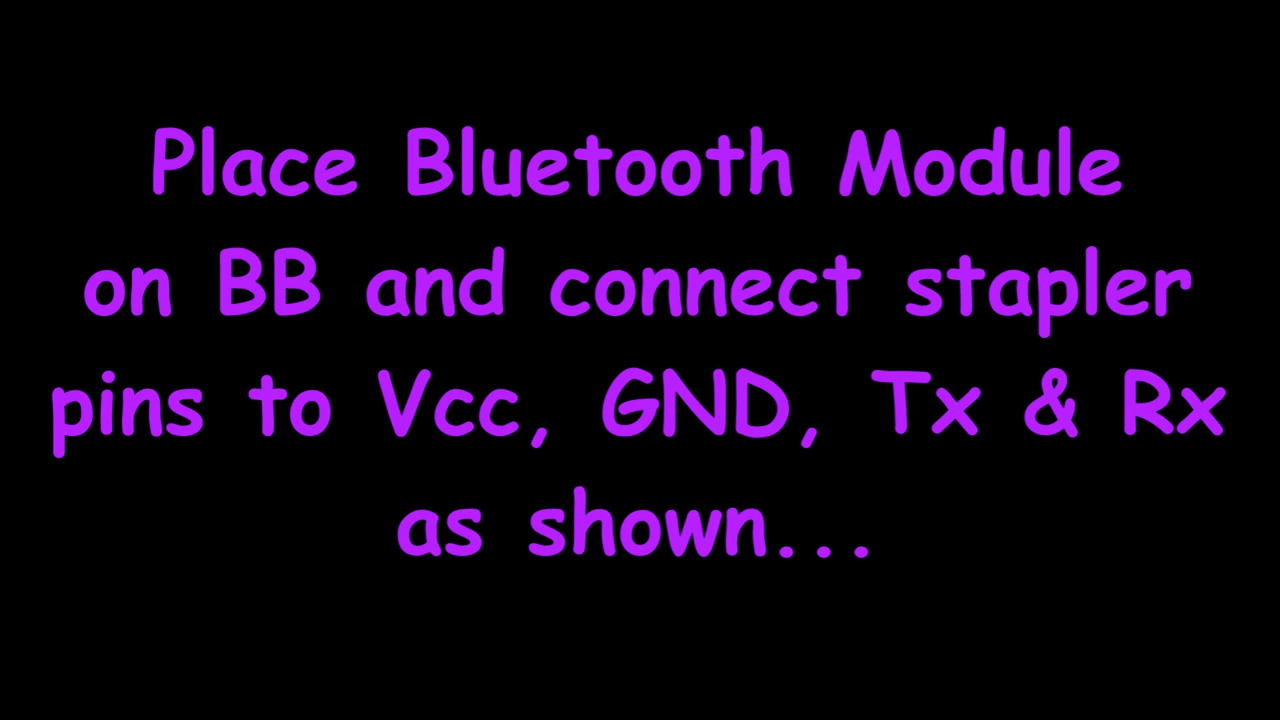 Place Bluetooth Module
on BB and connect stapler
pins to Vcc, GND, Tx & Rx
as shown...